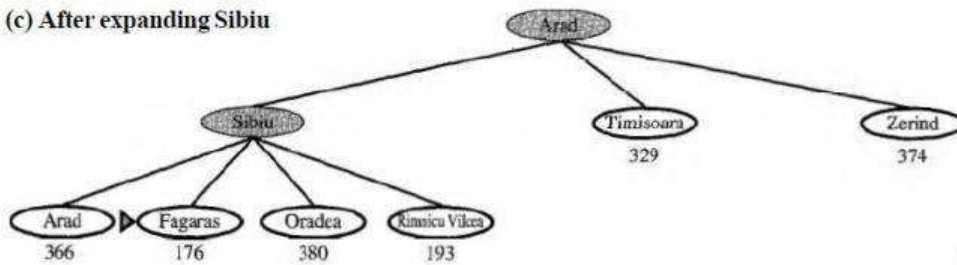 (c) After expanding Sibiu
Arad
Sibiu
Timisoara
Zerind
329
374
Arad
Fagaras
Oradea
Rimnicu Vilcea
366
176
380
193